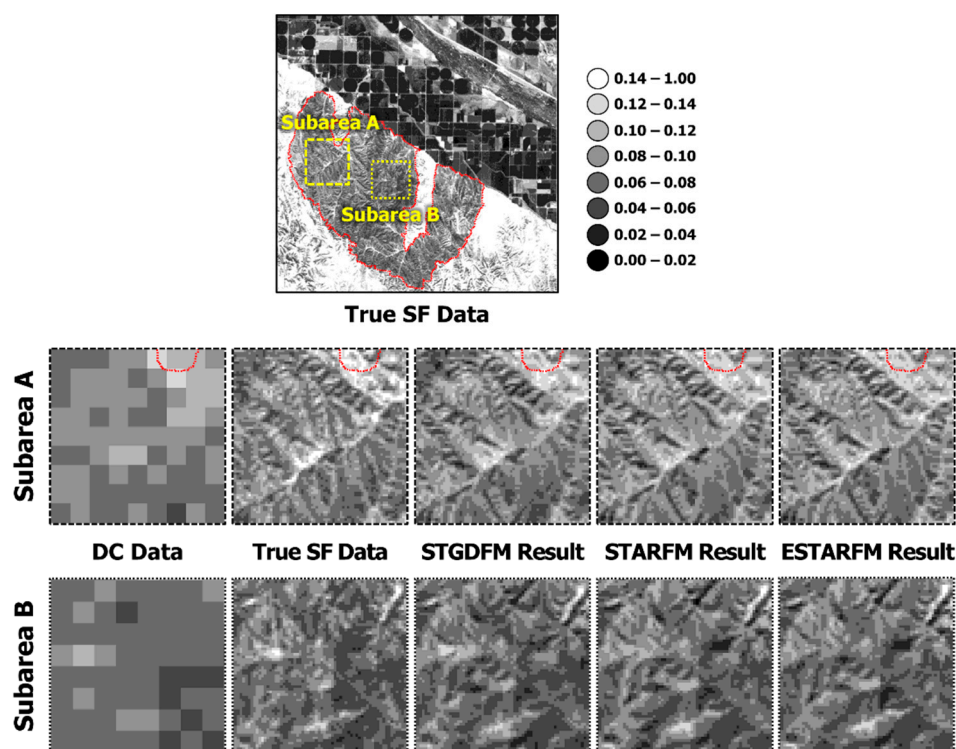 Subarea A
Subarea B
True SF Data
0.14 – 1.00
0.12 – 0.14
0.10 – 0.12
0.08 – 0.10
0.06 – 0.08
0.04 – 0.06
0.02 – 0.04
0.00 – 0.02
Subarea A
DC Data
True SF Data
STGDFM Result
STARFM Result
ESTARFM Result
Subarea B